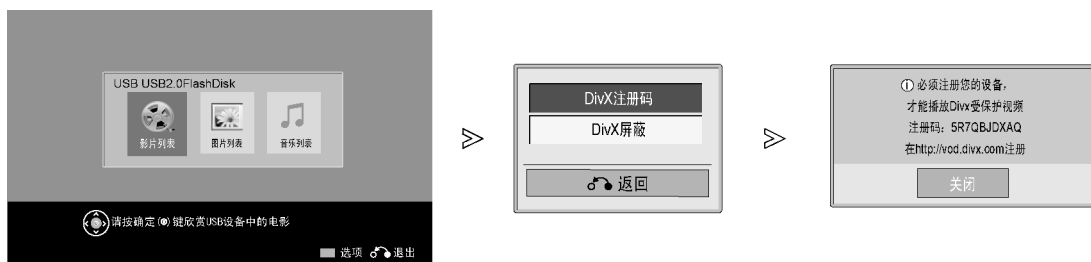 USB USB2.0FlashDisk
影片列表
图片列表
音乐列表
请按确定(◉)键欣赏USB设备中的电影
选项 退出
DivX注册码
DivX屏蔽
返回
ⓘ 必须注册您的设备，
才能播放Divx受保护视频
注册码：5R7QBJDXAQ
在http://vod.divx.com注册
关闭